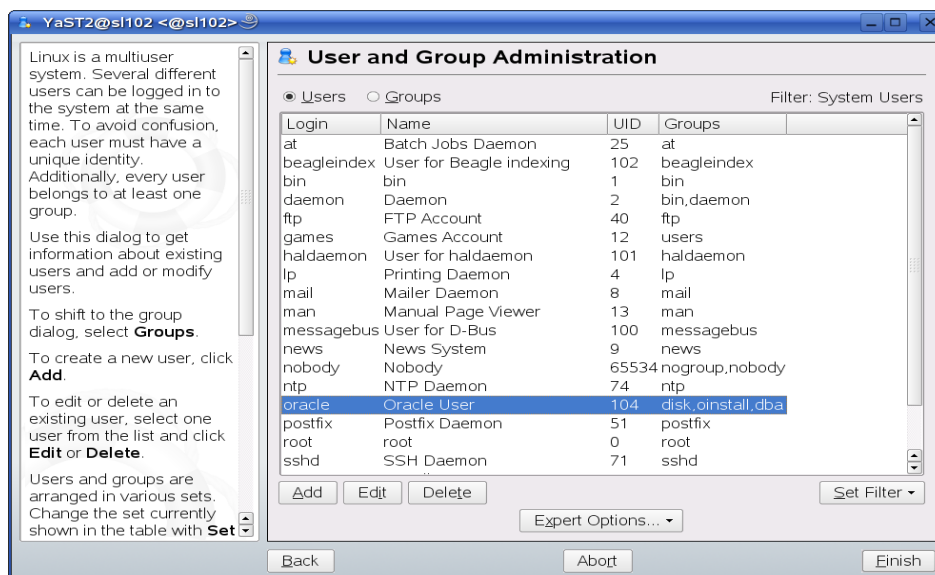 YaST2@sl102 <@sl102>
Linux is a multiuser
system. Several different
users can be logged in to
the system at the same
time. To avoid confusion,
each user must have a
unique identity.
Additionally, every user
belongs to at least one
group.
Use this dialog to get
information about existing
users and add or modify
users.
To shift to the group
dialog, select Groups.
To create a new user, click
Add.
To edit or delete an
existing user, select one
user from the list and click
Edit or Delete.
Users and groups are
arranged in various sets.
Change the set currently
shown in the table with Set
User and Group Administration
Users Groups Filter: System Users
Login Name UID Groups
at Batch Jobs Daemon 25 at
beagleindex User for Beagle indexing 102 beagleindex
bin bin 1 bin
daemon Daemon 2 bin,daemon
ftp FTP Account 40 ftp
games Games Account 12 users
haldaemon User for haldaemon 101 haldaemon
lp Printing Daemon 4 lp
mail Mailer Daemon 8 mail
man Manual Page Viewer 13 man
messagebus User for D-Bus 100 messagebus
news News System 9 news
nobody Nobody 65534 nogroup,nobody
ntp NTP Daemon 74 ntp
oracle Oracle User 104 disk,oinstall,dba
postfix Postfix Daemon 51 postfix
root root 0 root
sshd SSH Daemon 71 sshd
Add Edit Delete Set Filter
Expert Options...
Back Abort Finish